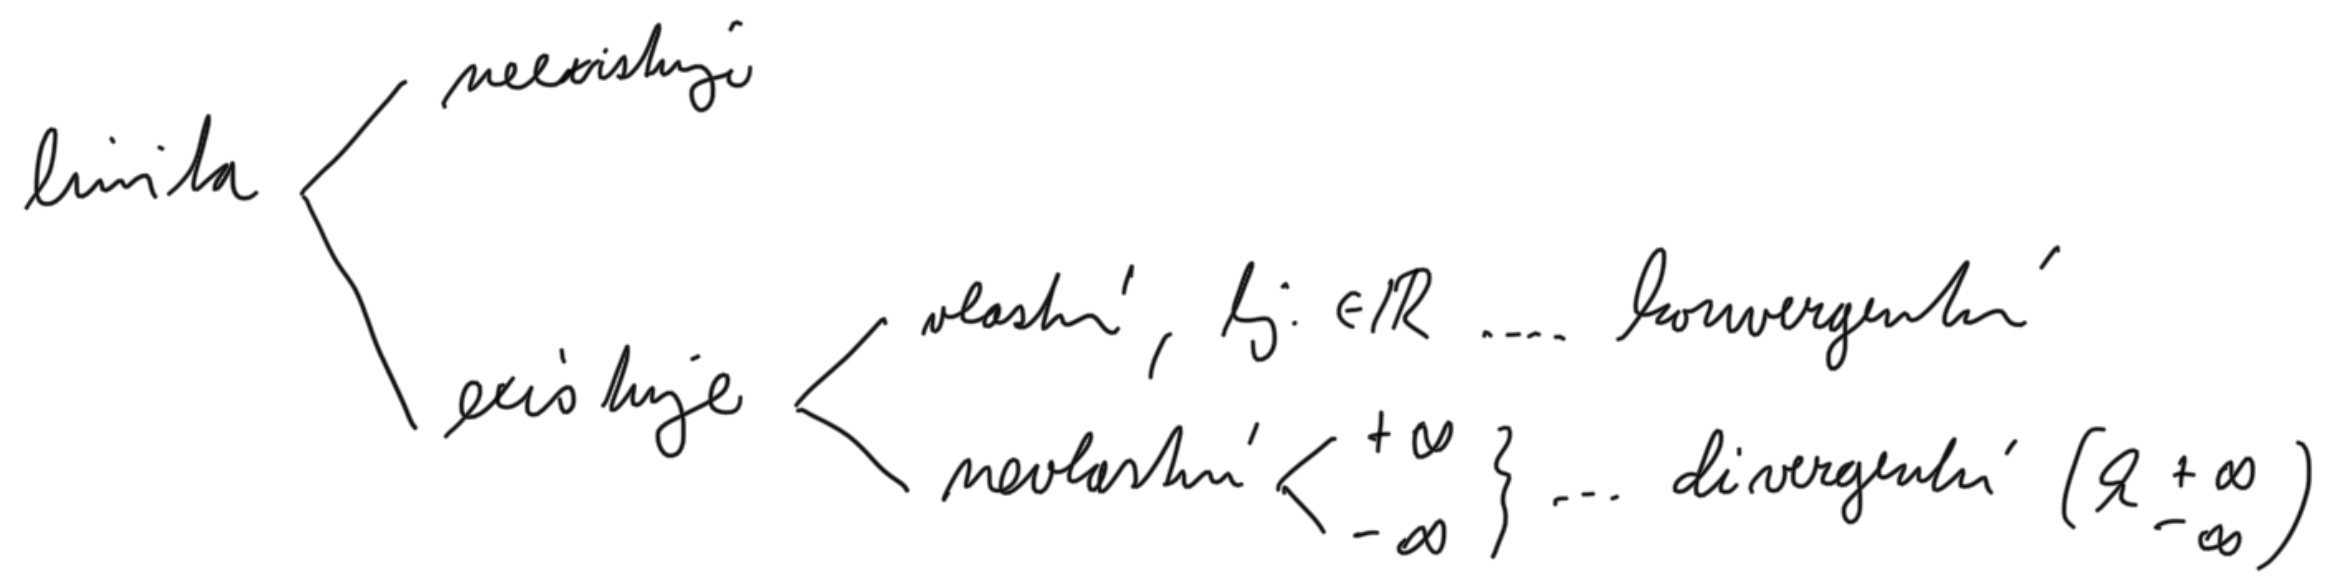 neexistuje
limita
vlastní, tj. ∈ ℝ .... konvergentní
existuje
+∞
nevlastní } ... divergentní (k +∞
-∞ -∞)